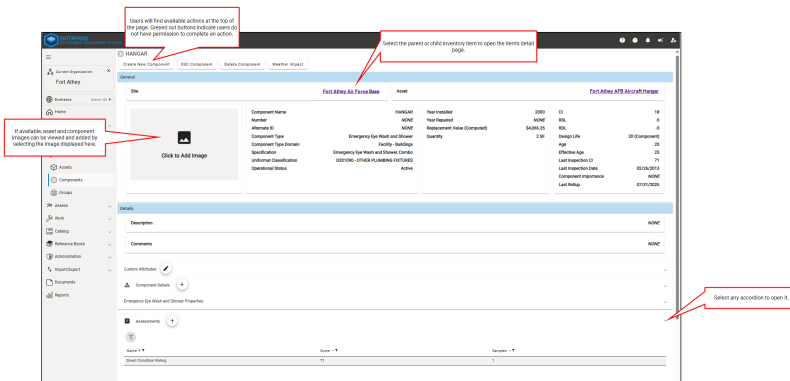 Users will find available actions at the top of
the page. Greyed out buttons indicate users do
not have permission to complete an action.
Select the parent or child Inventory item to open the item's detail
page.
ENTERPRISE
HANGAR
Create New Component Edit Component Delete Component Weather Impact
Current Organization ×
Fort Athey
Domains
Home
If available, asset and component
images can be viewed and added by
selecting the image displayed here.
Assets
Components
Groups
Assess
Work
Catalog
Reference Books
Administration
Import/Export
Documents
Reports
General
Site Fort Athey Air Force Base Asset Fort Athey AFB Aircraft Hangar
Click to Add Image
Component Name HANGAR
Number NONE
Alternate ID NONE
Component Type Emergency Eye Wash and Shower
Component Type Domain Facility - Buildings
Specification Emergency Eye Wash and Shower, Combo
Uniformat Classification D201090 - OTHER PLUMBING FIXTURES
Operational Status Active
Year Installed 2000
Year Repaired NONE
Replacement Value (Computed) $4,066.35
Quantity 2 SF
CI 18
RSL -5
RDL -5
Design Life 20 (Component)
Age 25
Effective Age 25
Last Inspection CI 71
Last Inspection Date 02/26/2013
Component Importance NONE
Last Rollup 07/31/2025
Details
Description NONE
Comments NONE
Custom Attributes
Component Details +
Emergency Eye Wash and Shower Properties
Select any accordion to open it.
Assessments +
Name Score Samples
Direct Condition Rating 71 1